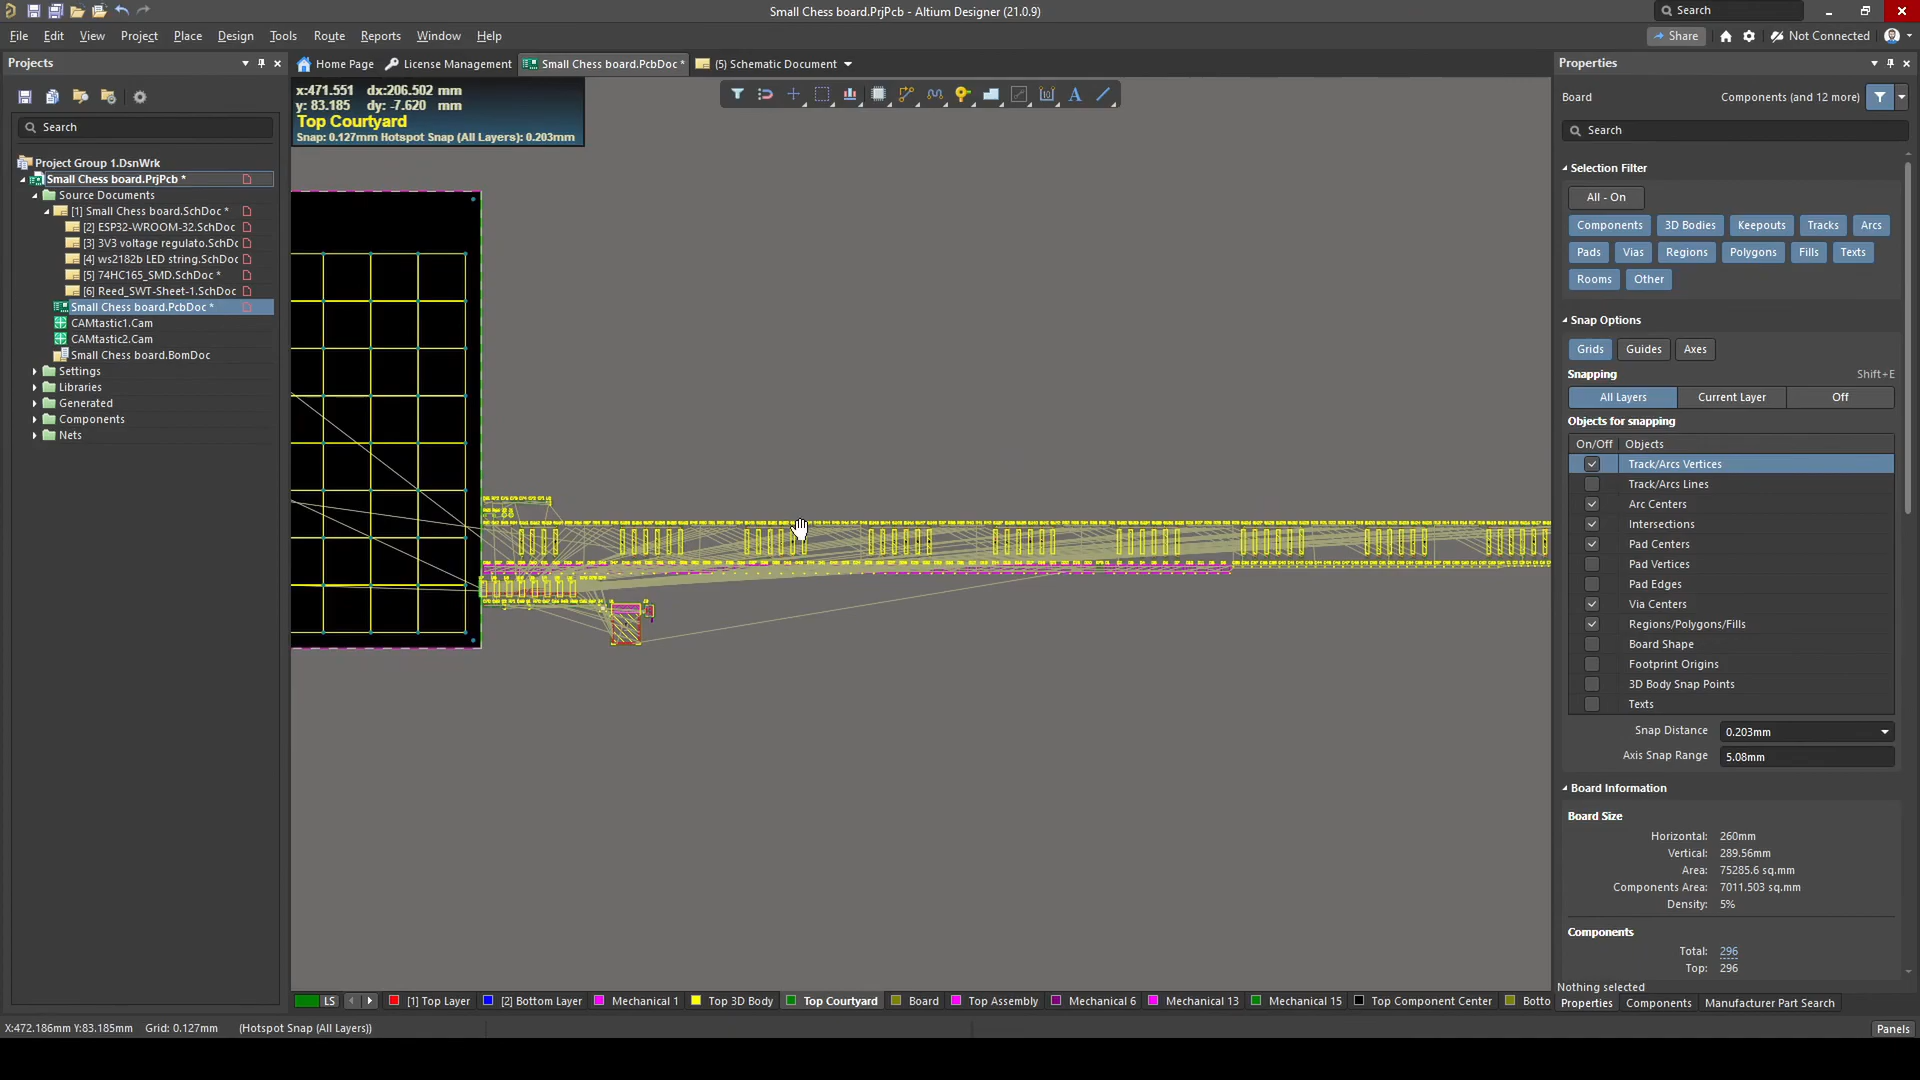 Small Chess board.PrjPcb - Altium Designer (21.0.9)
Search
File Edit View Project Place Design Tools Route Reports Window Help
Share
Not Connected
Projects
Home Page
License Management
Small Chess board.PcbDoc *
(5) Schematic Document
Properties
x:471.551 dx:206.502 mm
y: 83.185 dy: -7.620 mm
Top Courtyard
Snap: 0.127mm Hotspot Snap (All Layers): 0.203mm
Board
Components (and 12 more)
Search
Search
Project Group 1.DsnWrk
Small Chess board.PrjPcb *
Source Documents
[1] Small Chess board.SchDoc *
[2] ESP32-WROOM-32.SchDoc
[3] 3V3 voltage regulato.SchDc
[4] ws2182b LED string.SchDoc
[5] 74HC165_SMD.SchDoc *
[6] Reed_SWT-Sheet-1.SchDoc
Small Chess board.PcbDoc *
CAMtastic1.Cam
CAMtastic2.Cam
Small Chess board.BomDoc
Settings
Libraries
Generated
Components
Nets
Selection Filter
All - On
Components 3D Bodies Keepouts Tracks Arcs
Pads Vias Regions Polygons Fills Texts
Rooms Other
Snap Options
Grids Guides Axes
Snapping Shift+E
All Layers Current Layer Off
Objects for snapping
On/Off Objects
Track/Arcs Vertices
Track/Arcs Lines
Arc Centers
Intersections
Pad Centers
Pad Vertices
Pad Edges
Via Centers
Regions/Polygons/Fills
Board Shape
Footprint Origins
3D Body Snap Points
Texts
Snap Distance 0.203mm
Axis Snap Range 5.08mm
Board Information
Board Size
Horizontal: 260mm
Vertical: 289.56mm
Area: 75285.6 sq.mm
Components Area: 7011.503 sq.mm
Density: 5%
Components
Total: 296
Top: 296
Nothing selected
LS [1] Top Layer [2] Bottom Layer Mechanical 1 Top 3D Body Top Courtyard Board Top Assembly Mechanical 6 Mechanical 13 Mechanical 15 Top Component Center Botto
Properties Components Manufacturer Part Search
X:472.186mm Y:83.185mm Grid: 0.127mm (Hotspot Snap (All Layers))
Panels